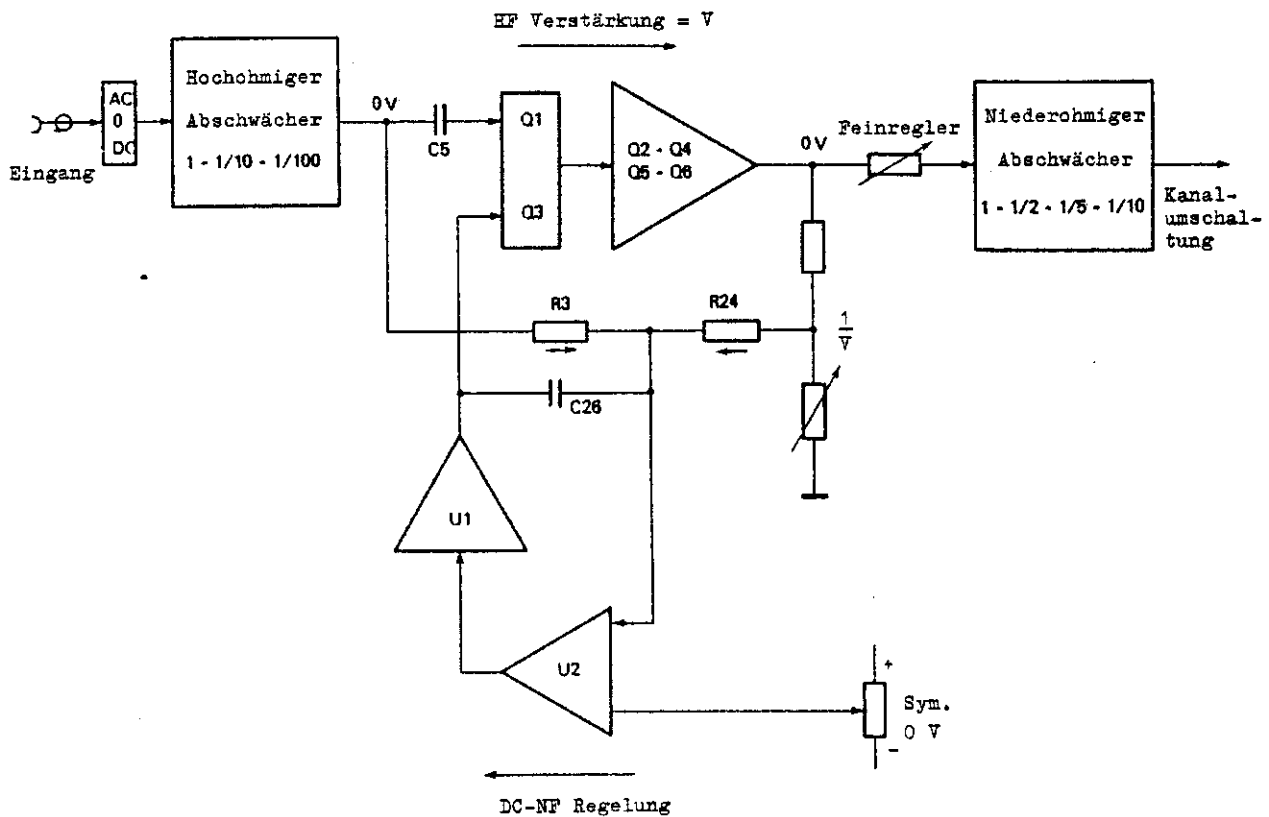 HF Verstärkung = V
Hochohmiger
Abschwächer
1 - 1/10 - 1/100
AC
0
DC
Eingang
0V
C5
Q1
Q3
Q2 - Q4
Q5 - Q6
0V
Feinregler
Niederohmiger
Abschwächer
1 - 1/2 - 1/5 - 1/10
Kanal-
umschal-
tung
R3
R24
1
V
C26
U1
U2
+
Sym.
0 V
-
DC-NF Regelung